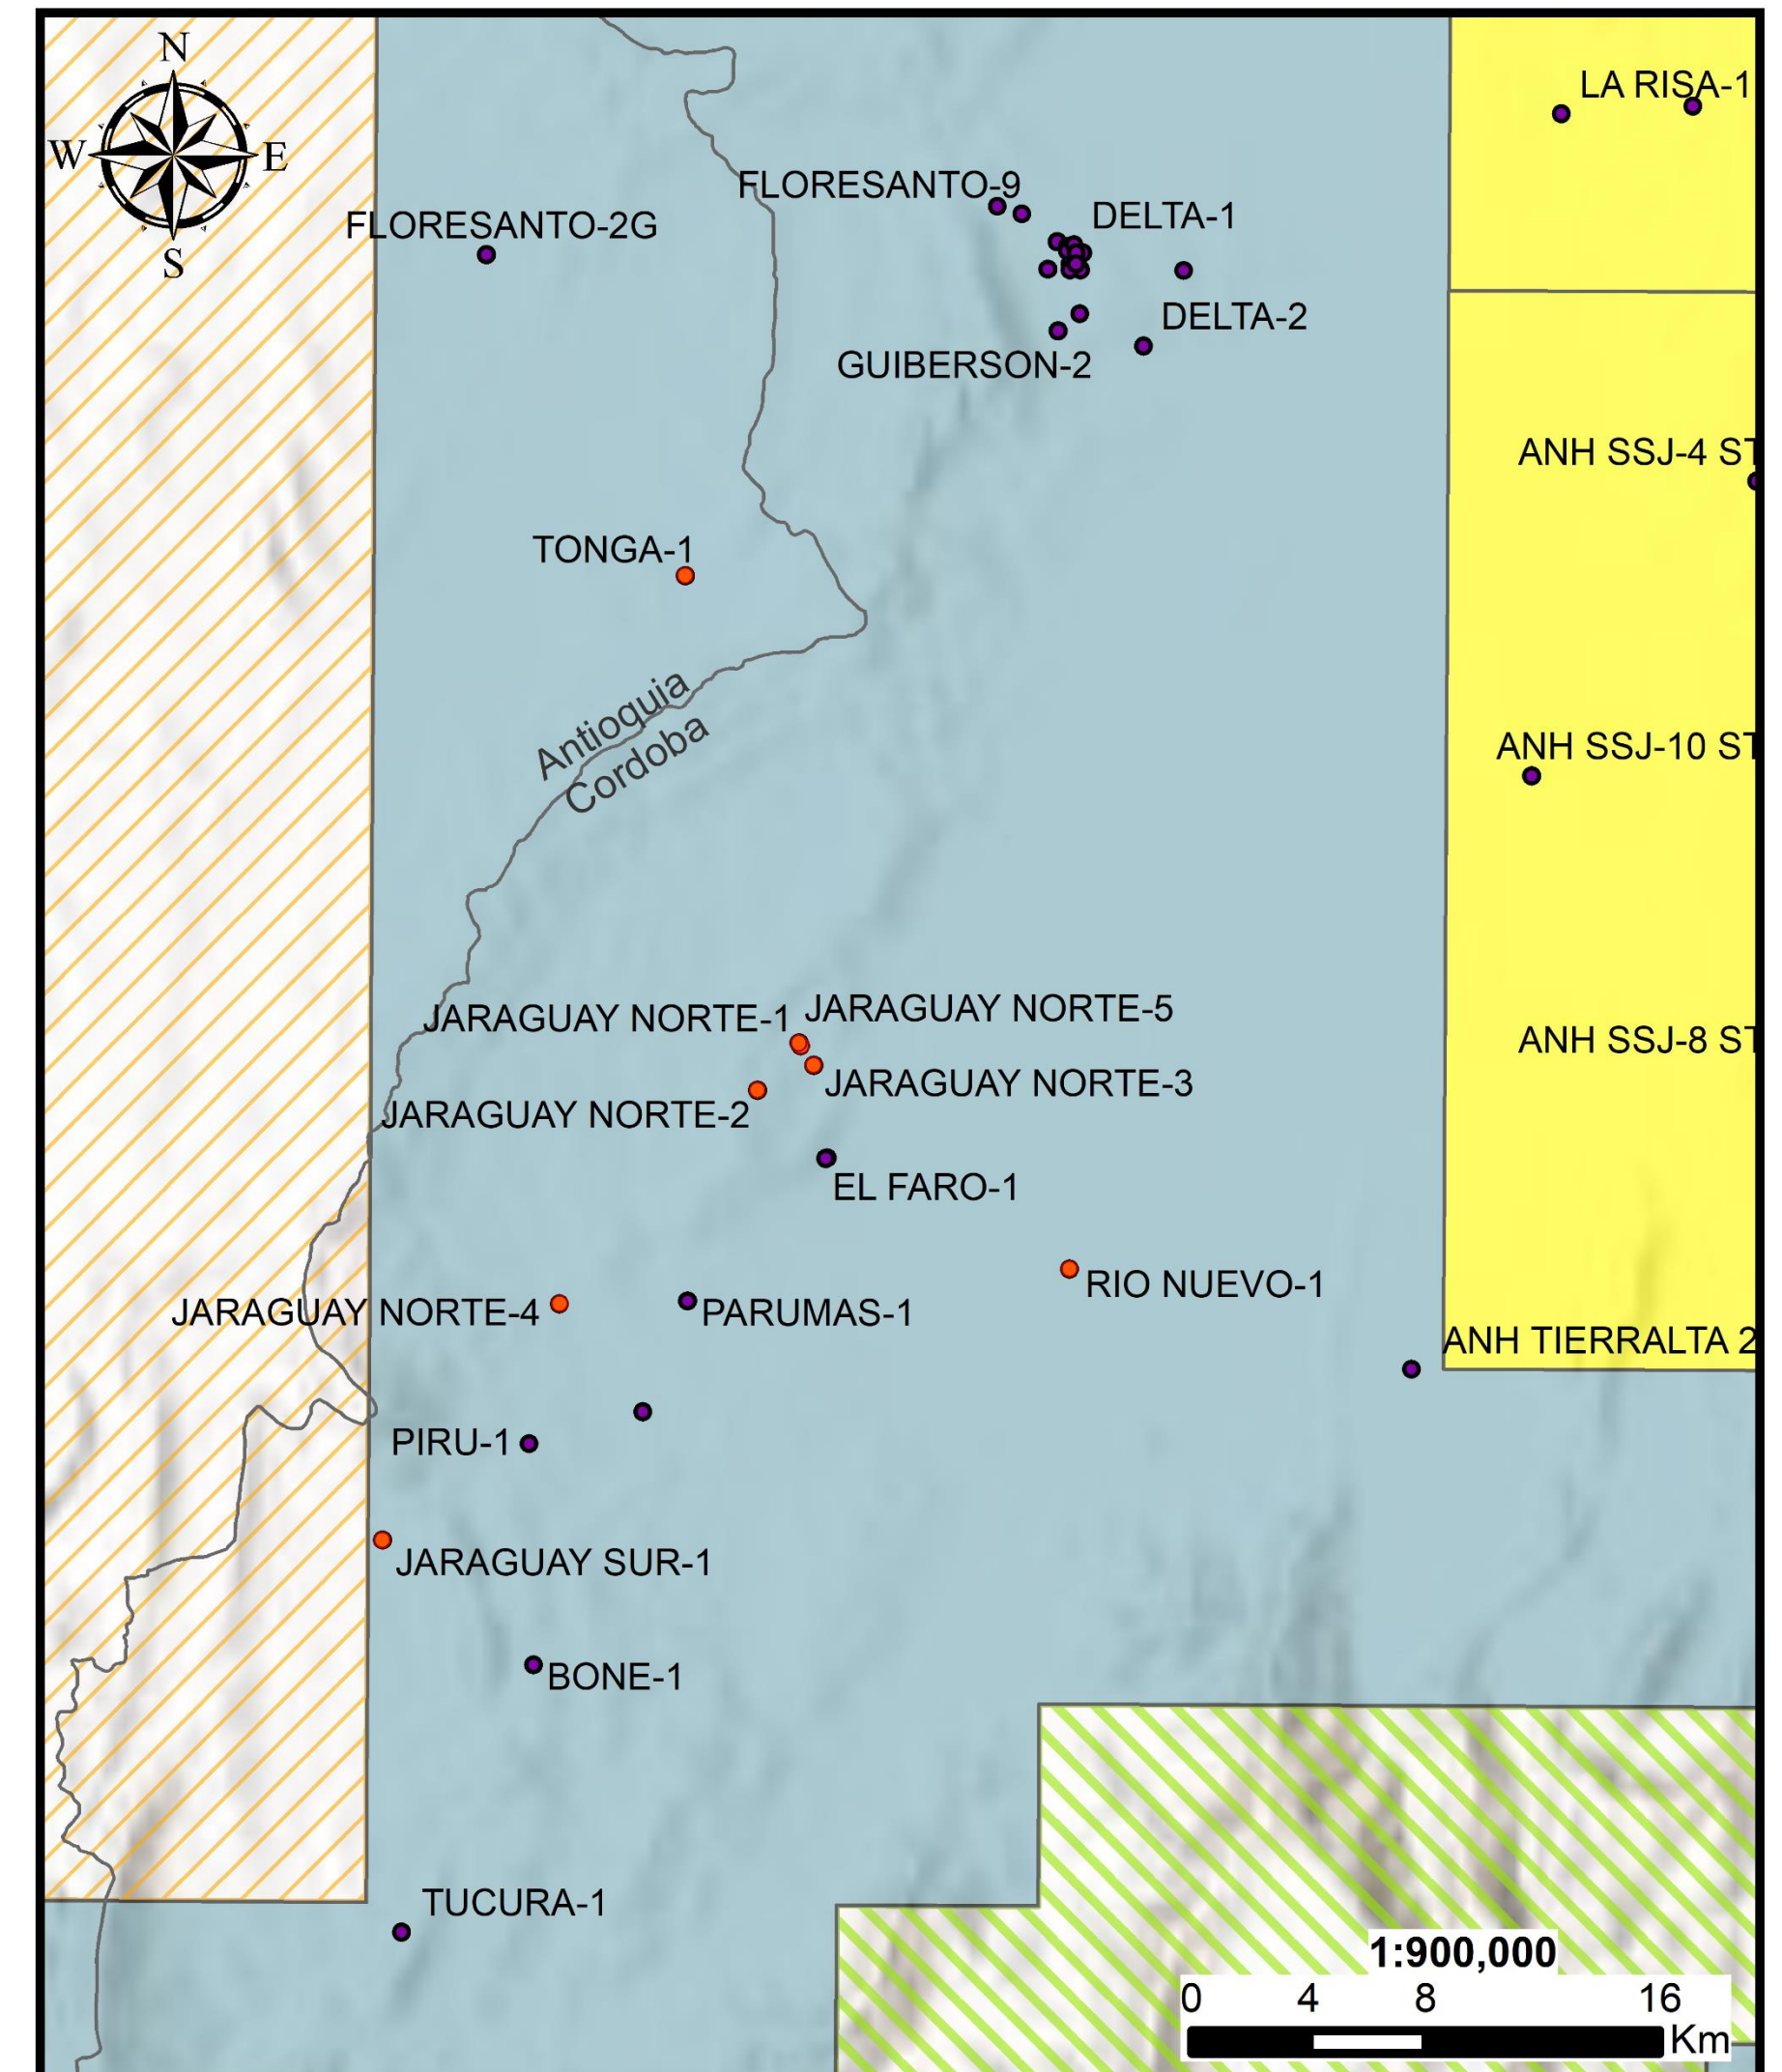 N
W
E
S
LA RISA-1
FLORESANTO-9
DELTA-1
FLORESANTO-2G
DELTA-2
GUIBERSON-2
ANH SSJ-4 ST
TONGA-1
Antioquia
Cordoba
ANH SSJ-10 ST
JARAGUAY NORTE-1
JARAGUAY NORTE-5
ANH SSJ-8 ST
JARAGUAY NORTE-3
JARAGUAY NORTE-2
EL FARO-1
RIO NUEVO-1
JARAGUAY NORTE-4
PARUMAS-1
ANH TIERRALTA 2
PIRU-1
JARAGUAY SUR-1
BONE-1
TUCURA-1
1:900,000
0 4 8 16
Km